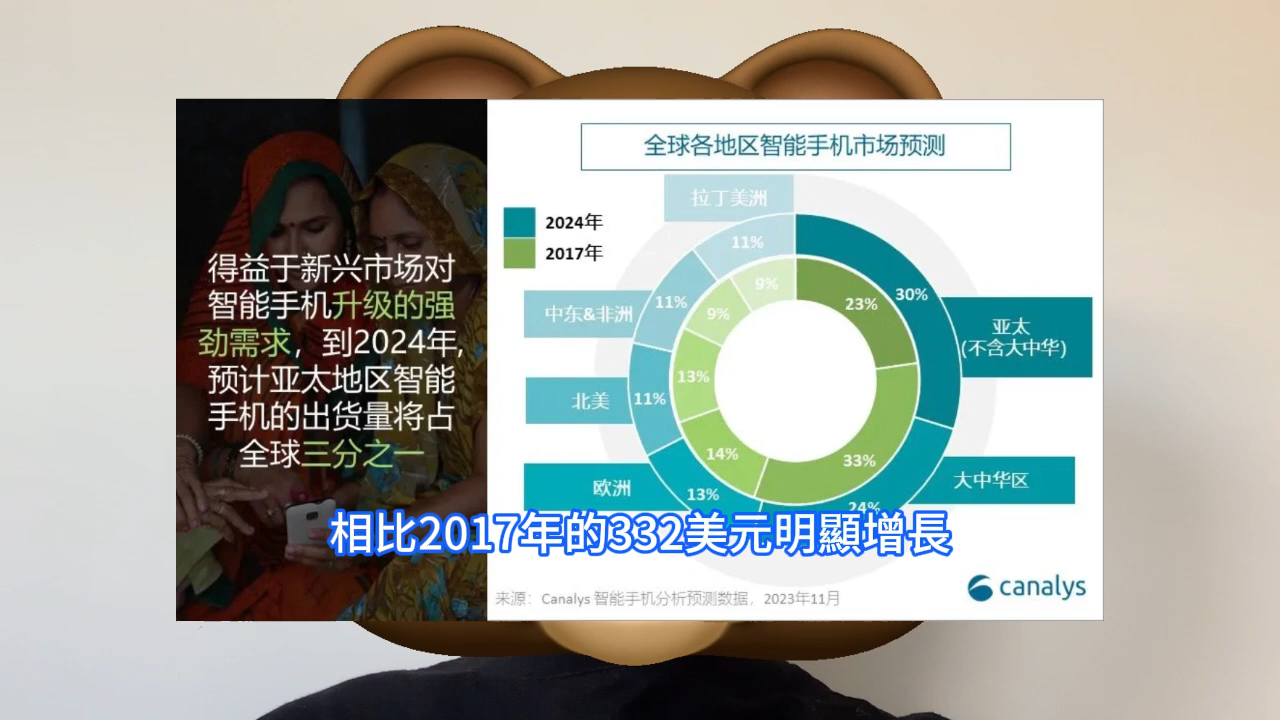 得益于新兴市场对
智能手机升级的强
劲需求，到2024年,
预计亚太地区智能
手机的出货量将占
全球三分之一
全球各地区智能手机市场预测
2024年
2017年
拉丁美洲
11%
9%
中东&非洲
11%
9%
北美
11%
13%
欧洲
13%
14%
23%
30%
亚太
(不含大中华)
33%
24%
大中华区
相比2017年的332美元明顯增長
来源：Canalys 智能手机分析预测数据，2023年11月
canalys